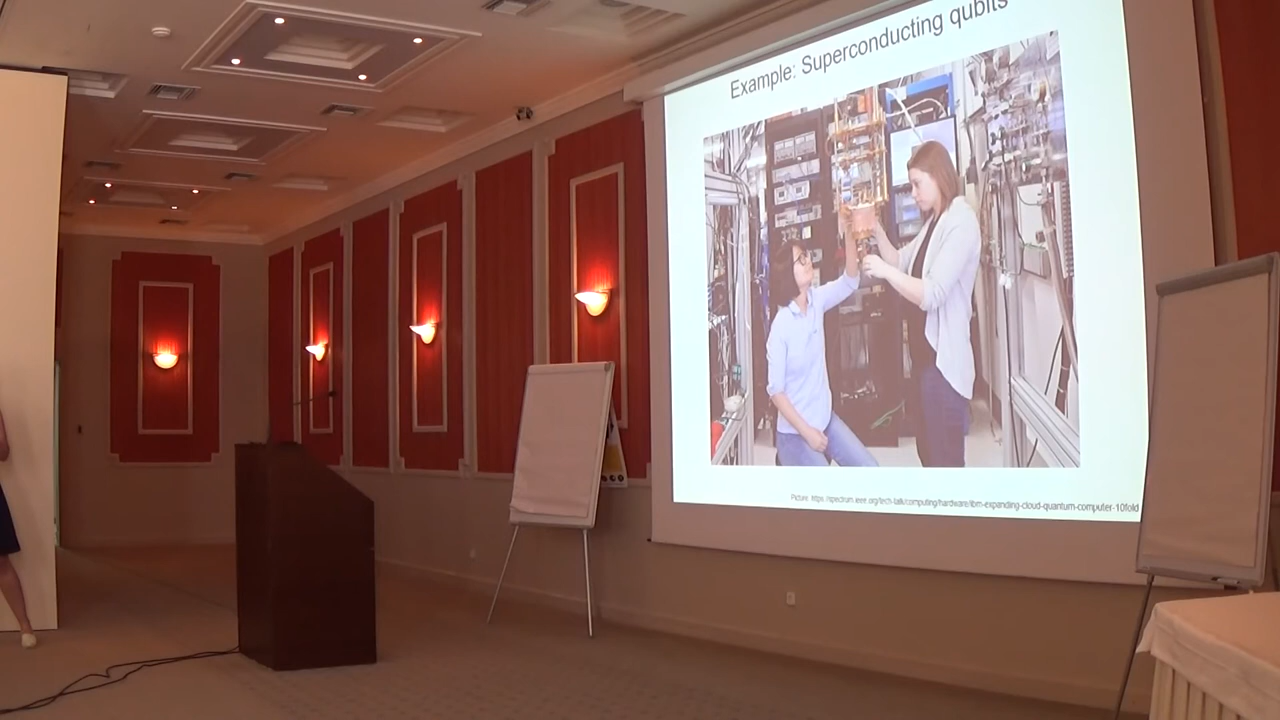 Example: Superconducting qubits
Picture: https://spectrum.ieee.org/tech-talk/computing/hardware/ibm-expanding-cloud-quantum-computer-10fold